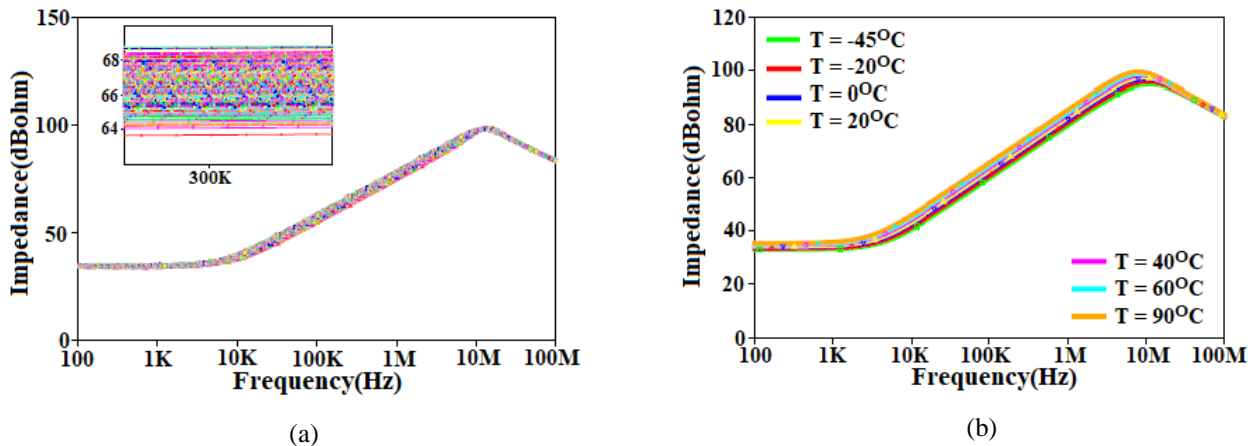 150
100
50
0
Impedance(dBohm)
68
66
64
300K
100 1K 10K 100K 1M 10M 100M
Frequency(Hz)
(a)
120
100
80
60
40
20
0
Impedance(dBohm)
T = -45ᴼC
T = -20ᴼC
T = 0ᴼC
T = 20ᴼC
T = 40ᴼC
T = 60ᴼC
T = 90ᴼC
100 1K 10K 100K 1M 10M 100M
Frequency(Hz)
(b)